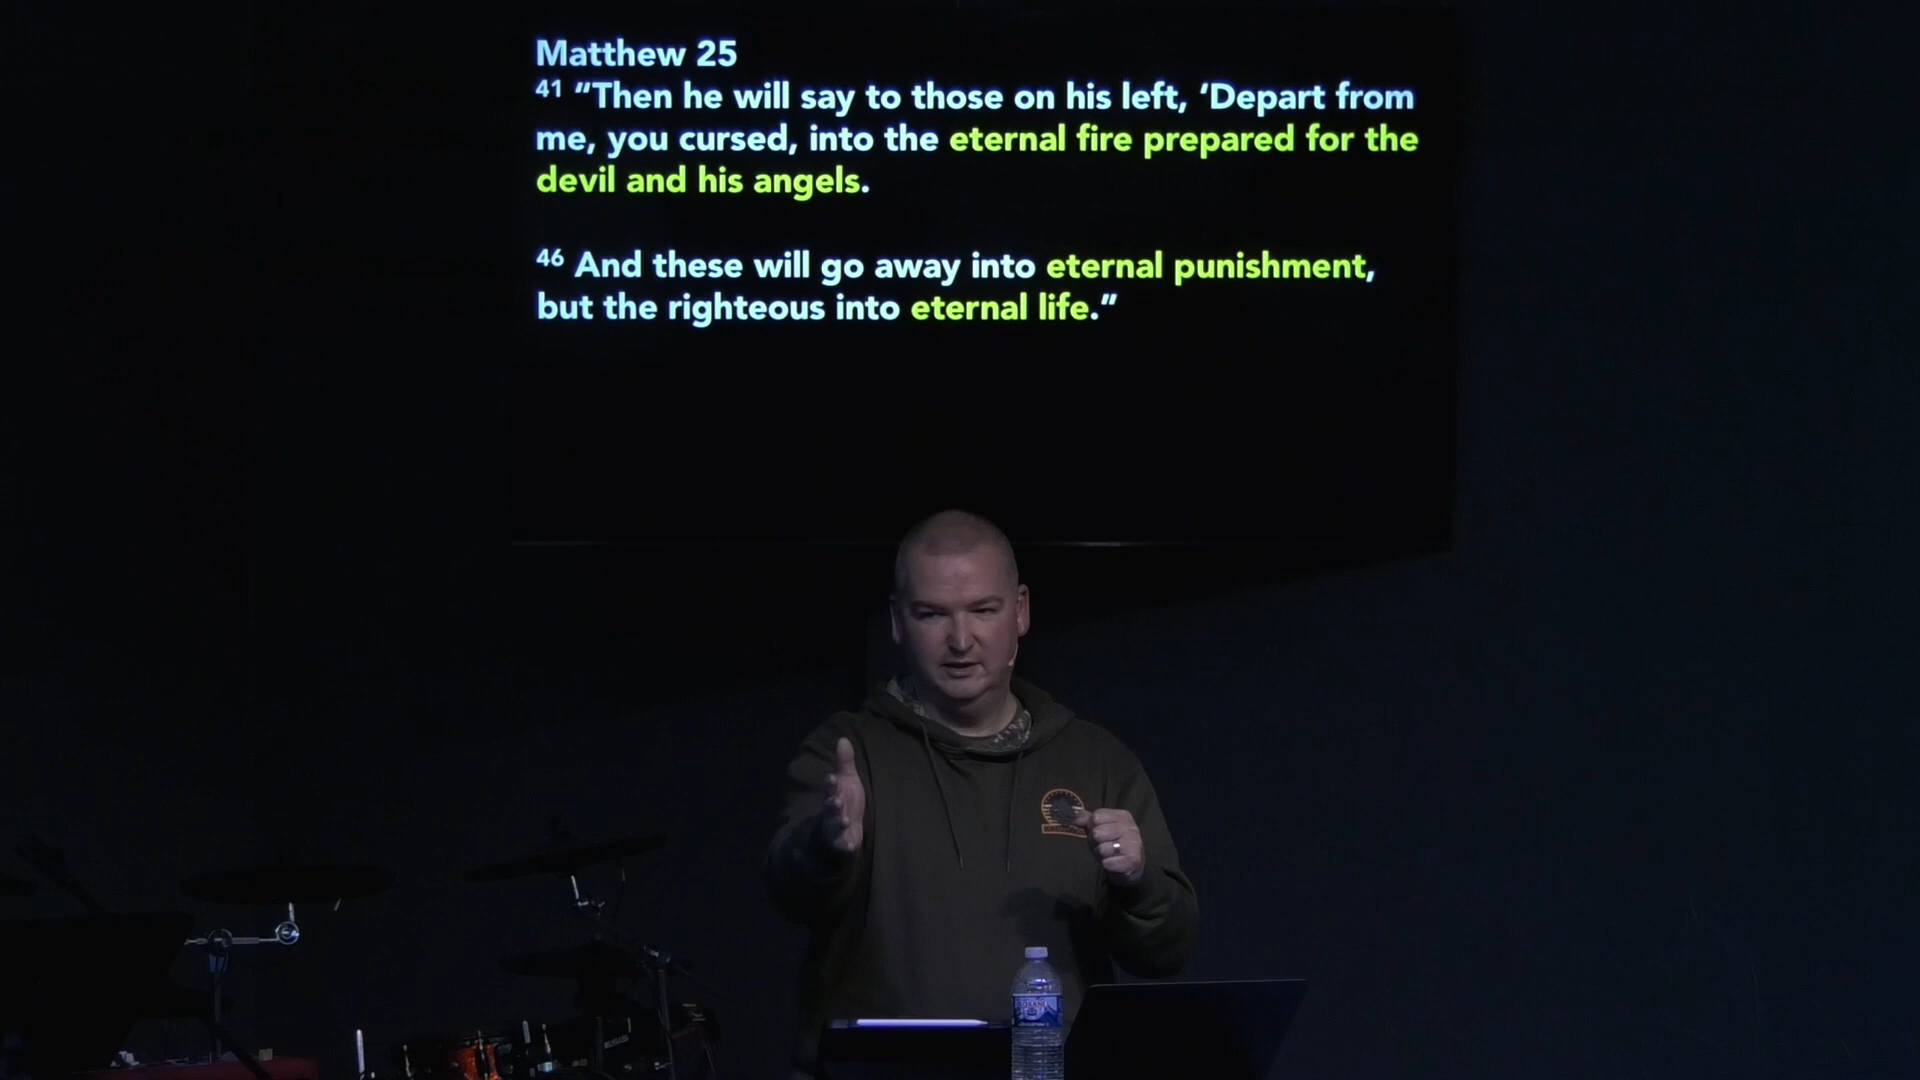 Matthew 25
41 “Then he will say to those on his left, ‘Depart from
me, you cursed, into the eternal fire prepared for the
devil and his angels.
46 And these will go away into eternal punishment,
but the righteous into eternal life.”